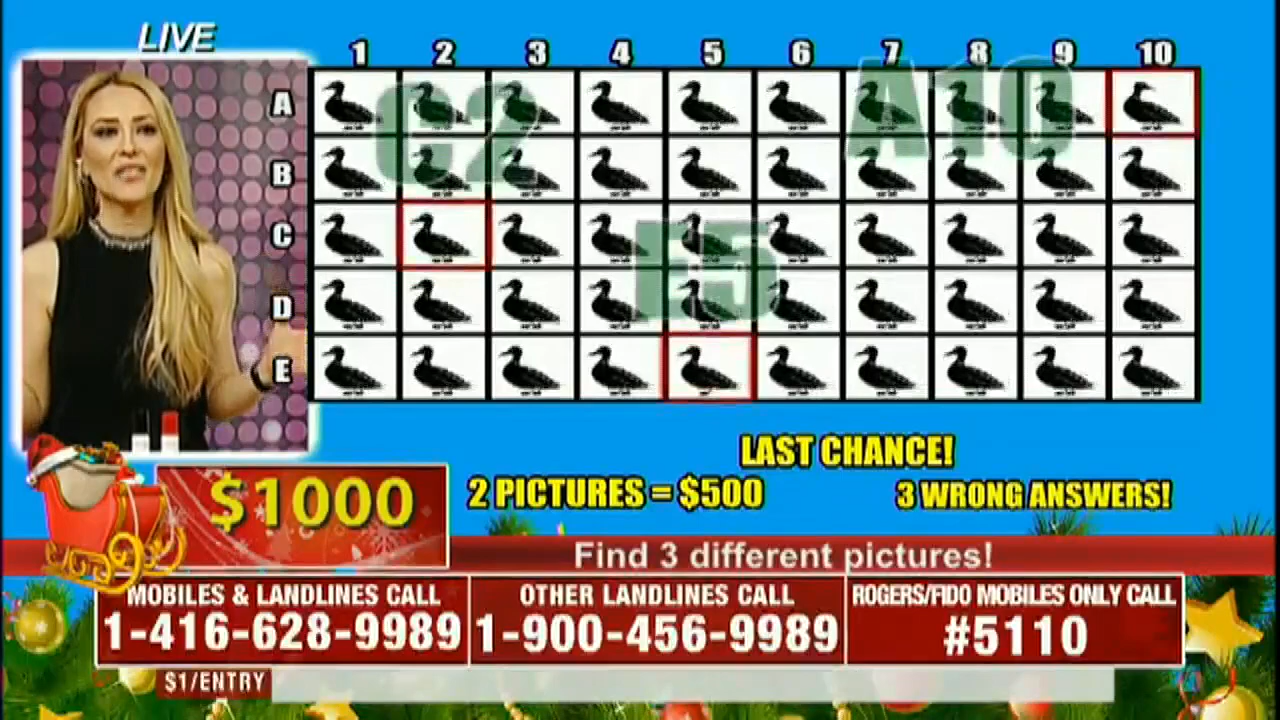 LIVE
1 2 3 4 5 6 7 8 9 10
A
C2
A10
B
C
E5
D
E
LAST CHANCE!
2 PICTURES = $500
3 WRONG ANSWERS!
$1000
Find 3 different pictures!
MOBILES & LANDLINES CALL
1-416-628-9989
OTHER LANDLINES CALL
1-900-456-9989
ROGERS/FIDO MOBILES ONLY CALL
#5110
$1/ENTRY